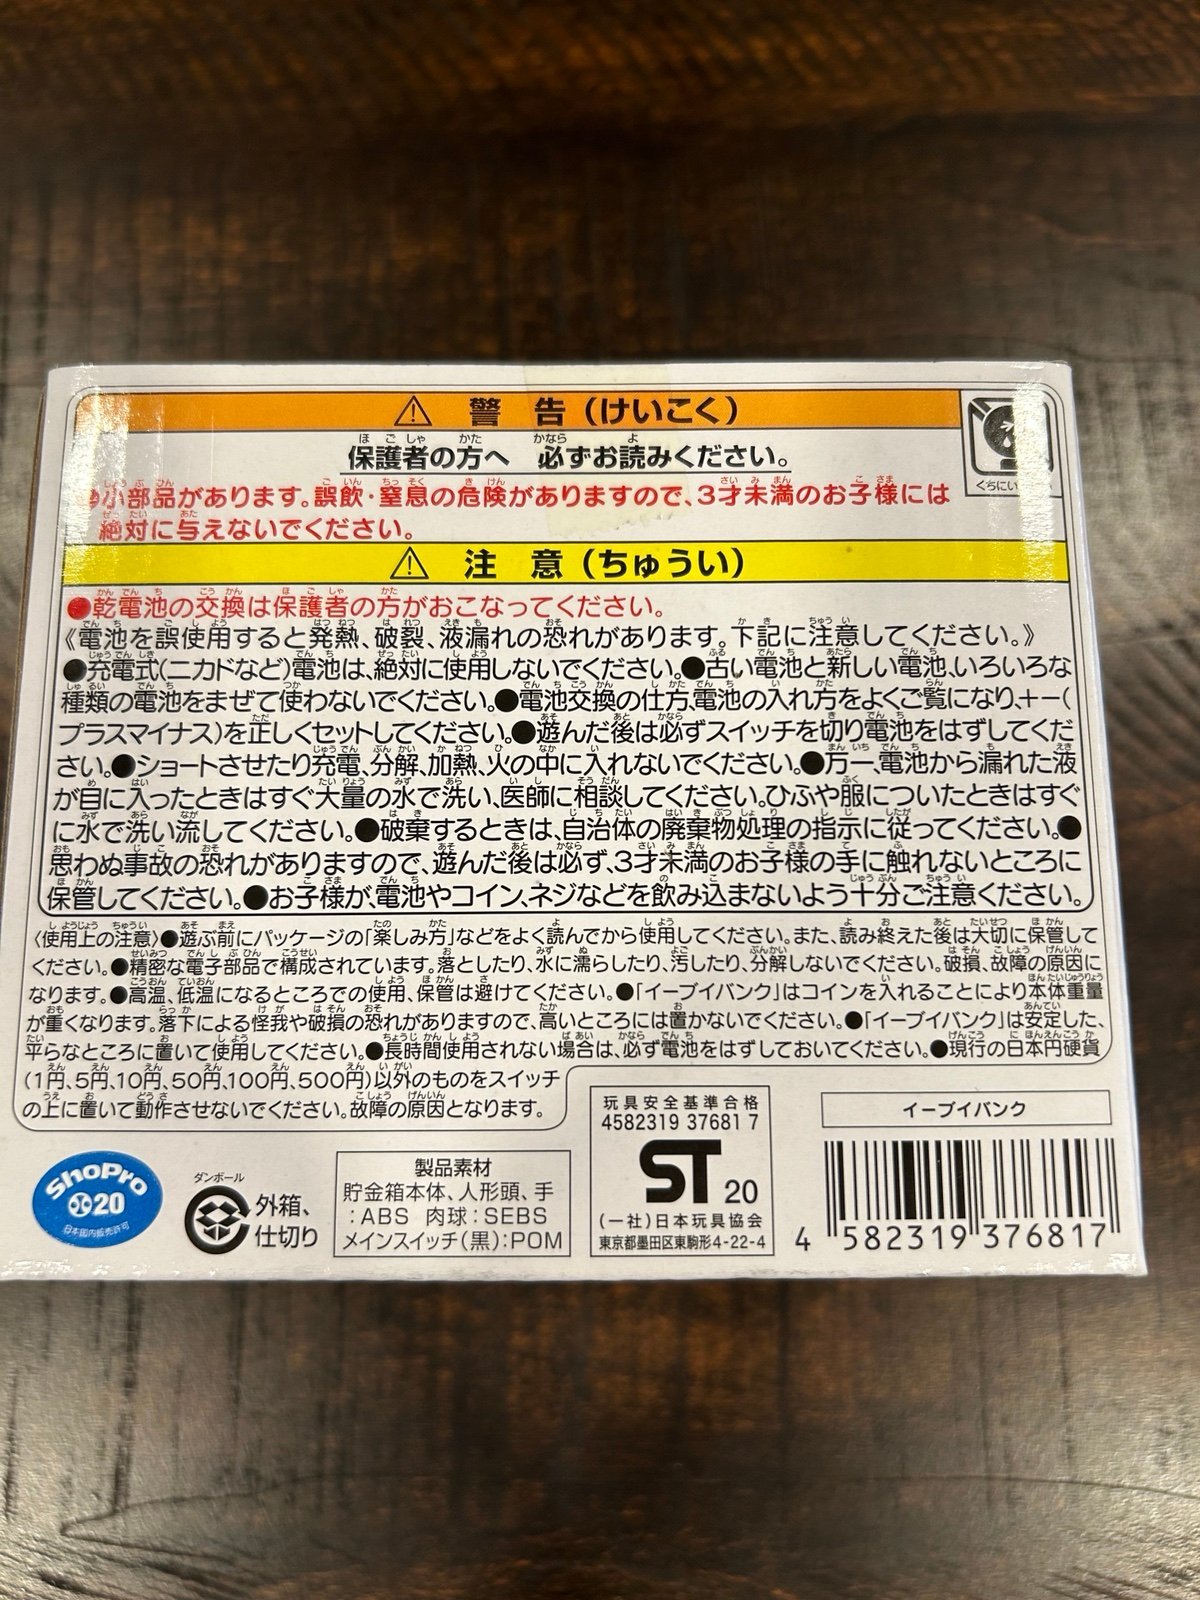 警 告 (けいこく)
保護者の方へ 必ずお読みください。
くちにい
小部品があります。誤飲・窒息の危険がありますので、3才未満のお子様には
絶対に与えないでください。
注 意 (ちゅうい)
●乾電池の交換は保護者の方がおこなってください。
《電池を誤使用すると発熱、破裂、液漏れの恐れがあります。下記に注意してください。》
●充電式(ニカドなど)電池は、絶対に使用しないでください。●古い電池と新しい電池、いろいろな
種類の電池をまぜて使わないでください。●電池交換の仕方、電池の入れ方をよくご覧になり、+−(
プラスマイナス)を正しくセットしてください。●遊んだ後は必ずスイッチを切り電池をはずしてくだ
さい。●ショートさせたり充電、分解、加熱、火の中に入れないでください。●万一、電池から漏れた液
が目に入ったときはすぐ大量の水で洗い、医師に相談してください。ひふや服についたときはすぐ
に水で洗い流してください。●破棄するときは、自治体の廃棄物処理の指示に従ってください。●
思わぬ事故の恐れがありますので、遊んだ後は必ず、3才未満のお子様の手に触れないところに
保管してください。●お子様が、電池やコイン、ネジなどを飲み込まないよう十分ご注意ください。
〈使用上の注意〉●遊ぶ前にパッケージの「楽しみ方」などをよく読んでから使用してください。また、読み終えた後は大切に保管して
ください。●精密な電子部品で構成されています。落としたり、水に濡らしたり、汚したり、分解しないでください。破損、故障の原因に
なります。●高温、低温になるところでの使用、保管は避けてください。●「イーブイバンク」はコインを入れることにより本体重量
が重くなります。落下による怪我や破損の恐れがありますので、高いところには置かないでください。●「イーブイバンク」は安定した、
平らなところに置いて使用してください。●長時間使用されない場合は、必ず電池をはずしておいてください。●現行の日本円硬貨
(1円、5円、10円、50円、100円、500円)以外のものをスイッチ
の上に置いて動作させないでください。故障の原因となります。
ShoPro
20
日本国内販売許可
ダンボール
外箱、
仕切り
製品素材
貯金箱本体、人形頭、手
:ABS 肉球:SEBS
メインスイッチ(黒):POM
玩具安全基準合格
4582319 37681 7
ST 20
(一社)日本玩具協会
東京都墨田区東駒形4-22-4
イーブイバンク
4 582319 376817